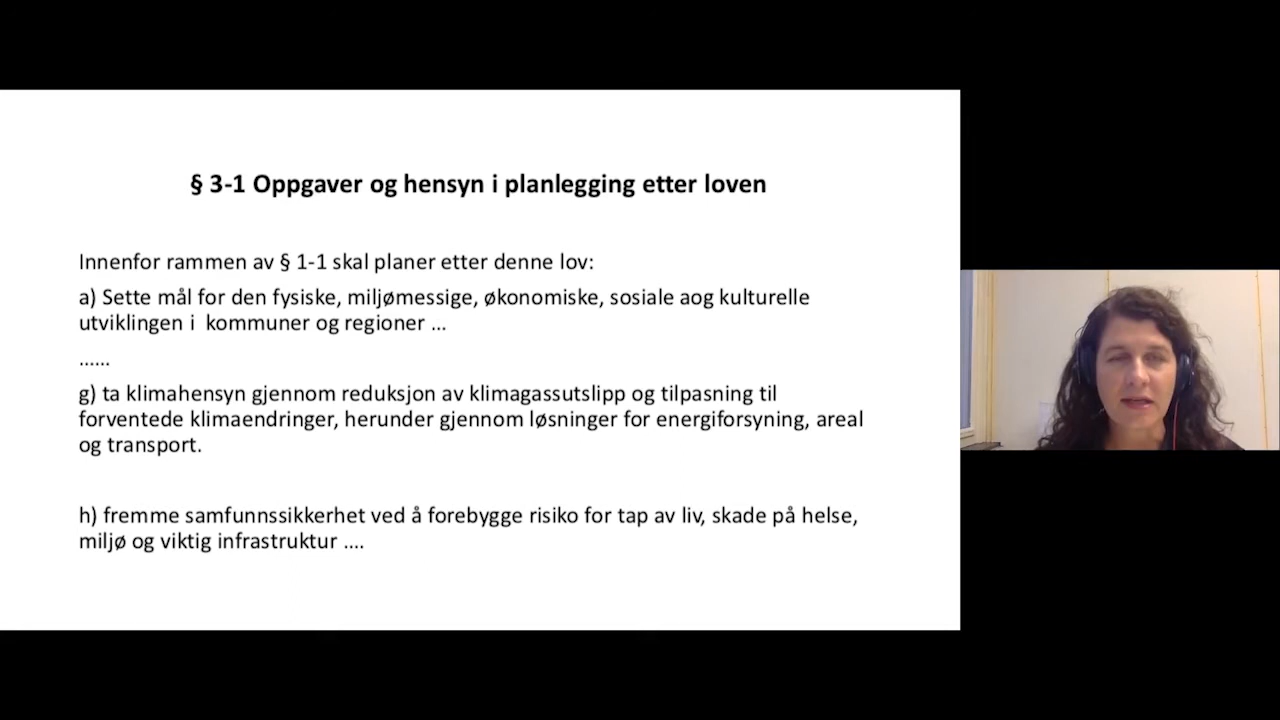 § 3-1 Oppgaver og hensyn i planlegging etter loven
Innenfor rammen av § 1-1 skal planer etter denne lov:
a) Sette mål for den fysiske, miljømessige, økonomiske, sosiale aog kulturelle
utviklingen i  kommuner og regioner ...
......
g) ta klimahensyn gjennom reduksjon av klimagassutslipp og tilpasning til
forventede klimaendringer, herunder gjennom løsninger for energiforsyning, areal
og transport.
h) fremme samfunnssikkerhet ved å forebygge risiko for tap av liv, skade på helse,
miljø og viktig infrastruktur ....